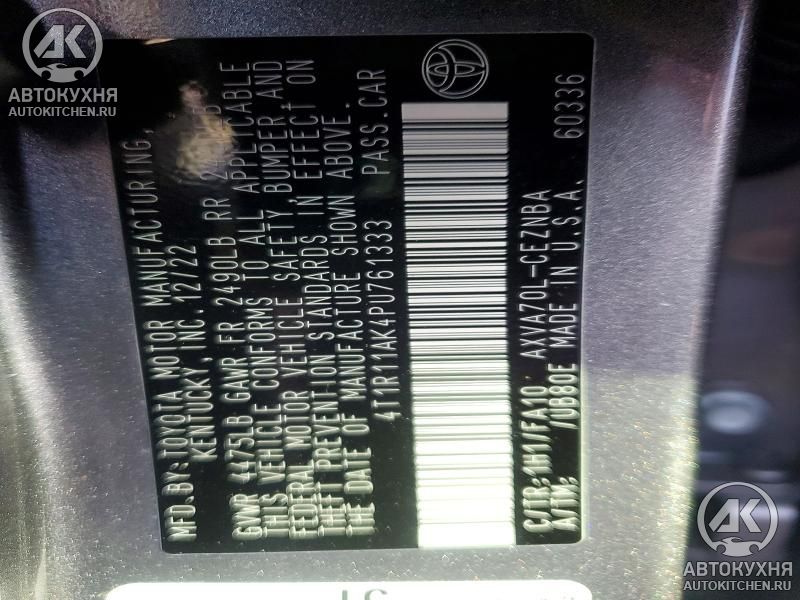 AK
АВТОКУХНЯ
AUTOKITCHEN.RU
MFD.BY:TOYOTA MOTOR MANUFACTURING,
KENTUCKY, INC. 12/22
GWR 4475LB GAWR FR 2490LB RR
THIS VEHICLE CONFORMS TO ALL APPLICABLE
FEDERAL MOTOR VEHICLE SAFETY, BUMPER AND
THEFT PREVENTION STANDARDS IN EFFECT ON
THE DATE OF MANUFACTURE SHOWN ABOVE.
4T1R11AK4PU761333 PASS.CAR
C/TR:1H1/FA10 AXVA70L-CEZNBA 60336
A/TM: /UB80E MADE IN U.S.A.
AK
АВТОКУХНЯ
AUTOKITCHEN.RU